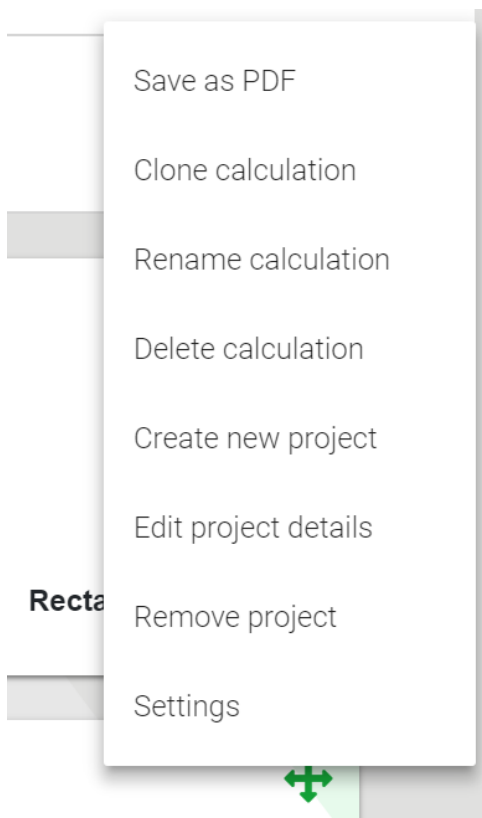 Save as PDF
Clone calculation
Rename calculation
Delete calculation
Create new project
Edit project details
Recta
Remove project
Settings